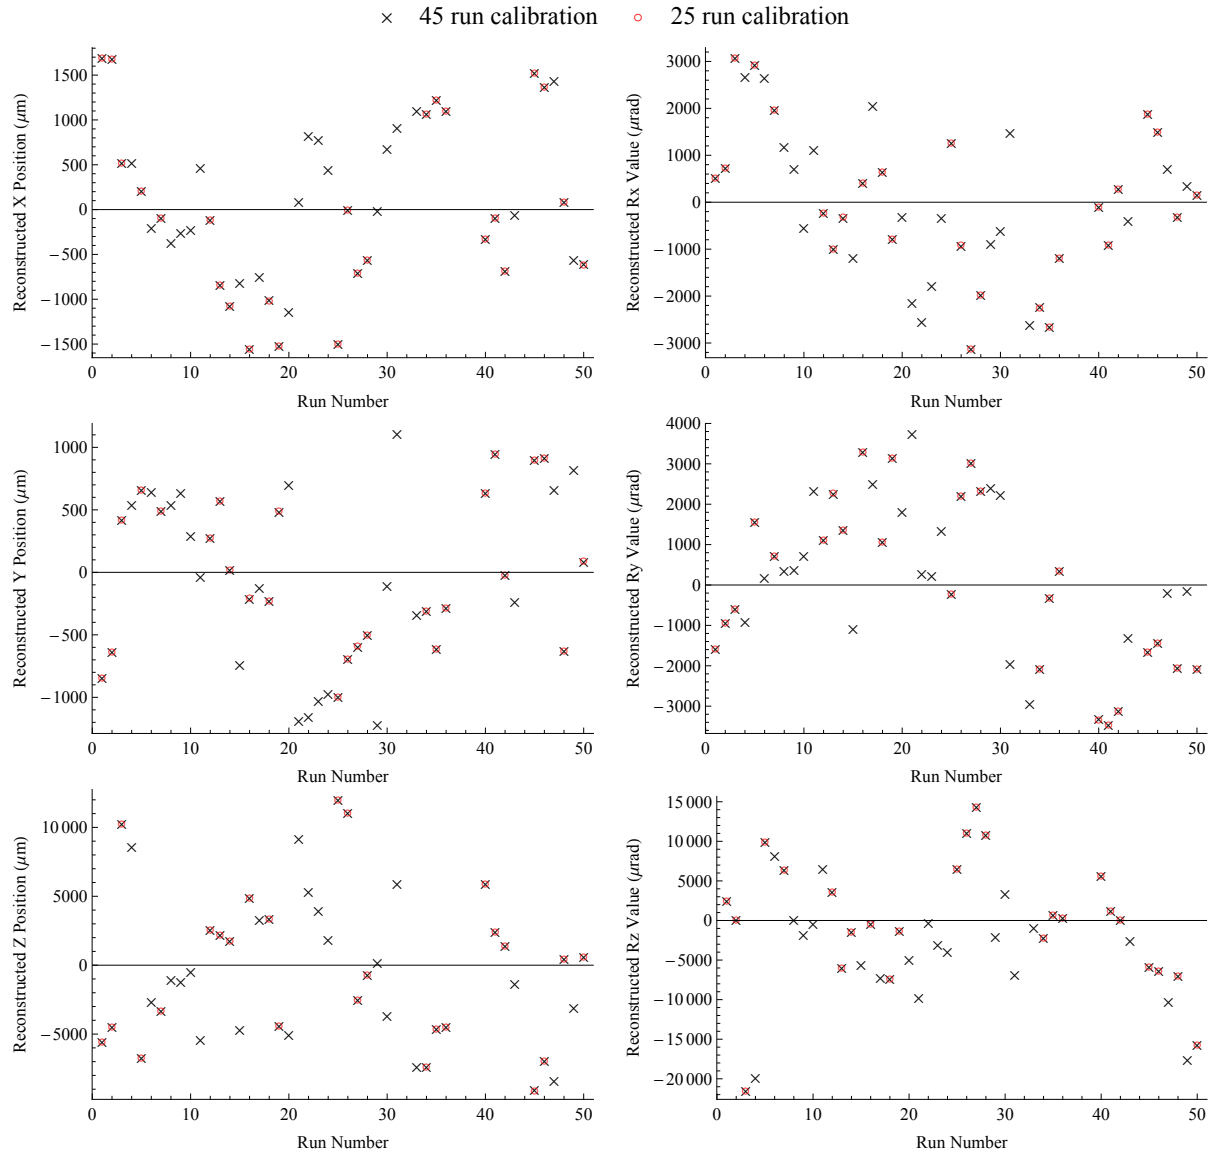 × 45 run calibration ○ 25 run calibration
Reconstructed X Position (μm)
1500
1000
500
0
−500
−1000
−1500
0 10 20 30 40 50
Run Number
Reconstructed Rx Value (μrad)
3000
2000
1000
0
−1000
−2000
−3000
0 10 20 30 40 50
Run Number
Reconstructed Y Position (μm)
1000
500
0
−500
−1000
0 10 20 30 40 50
Run Number
Reconstructed Ry Value (μrad)
4000
3000
2000
1000
0
−1000
−2000
−3000
0 10 20 30 40 50
Run Number
Reconstructed Z Position (μm)
10 000
5000
0
−5000
0 10 20 30 40 50
Run Number
Reconstructed Rz Value (μrad)
15 000
10 000
5000
0
−5000
−10 000
−15 000
−20 000
0 10 20 30 40 50
Run Number